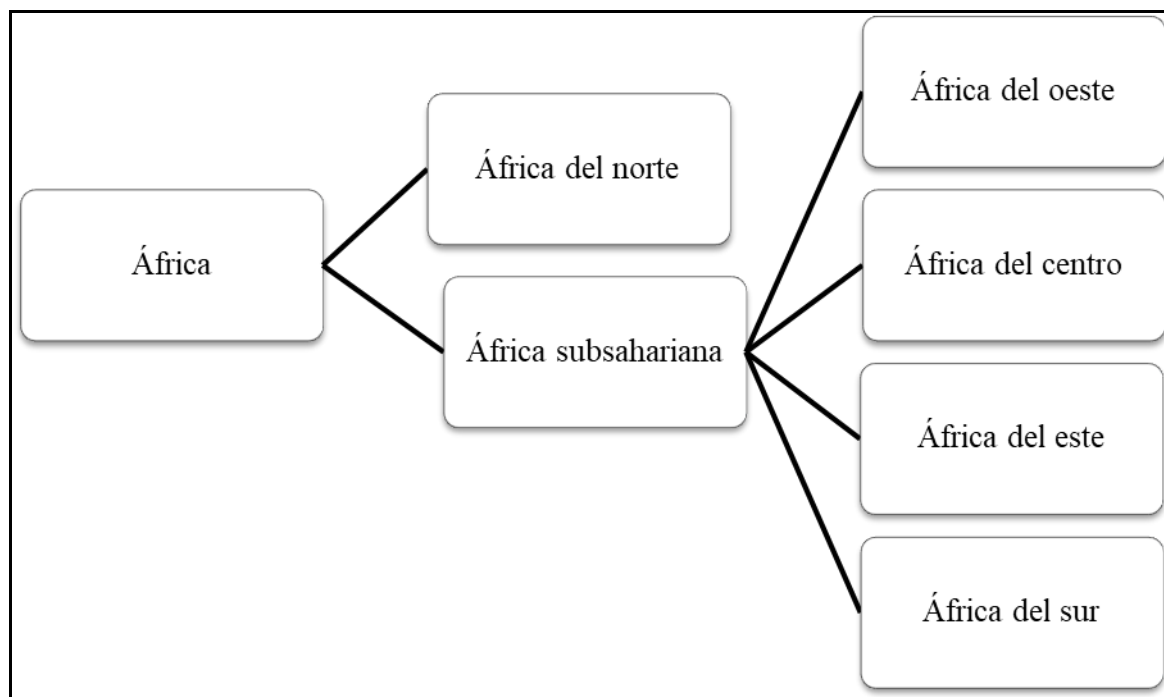 África
África del norte
África subsahariana
África del oeste
África del centro
África del este
África del sur